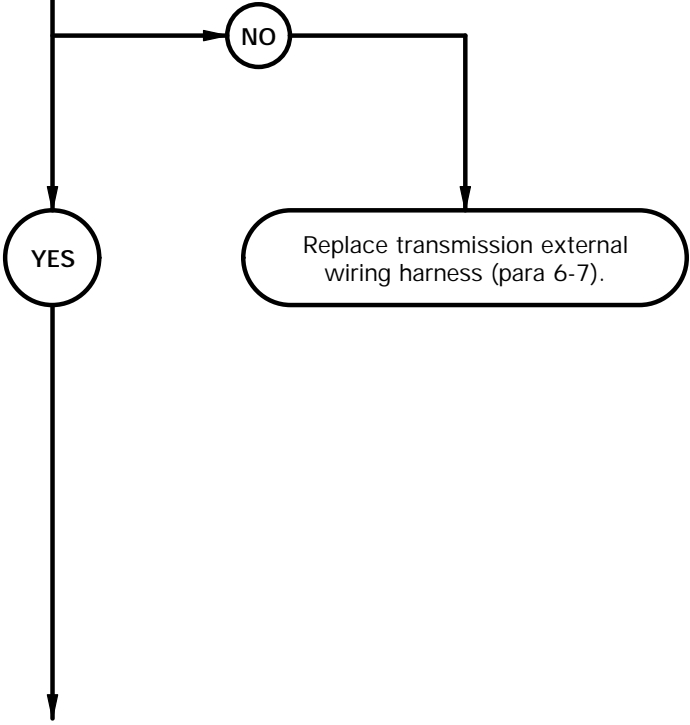 NO
YES
Replace transmission external
wiring harness (para 6-7).